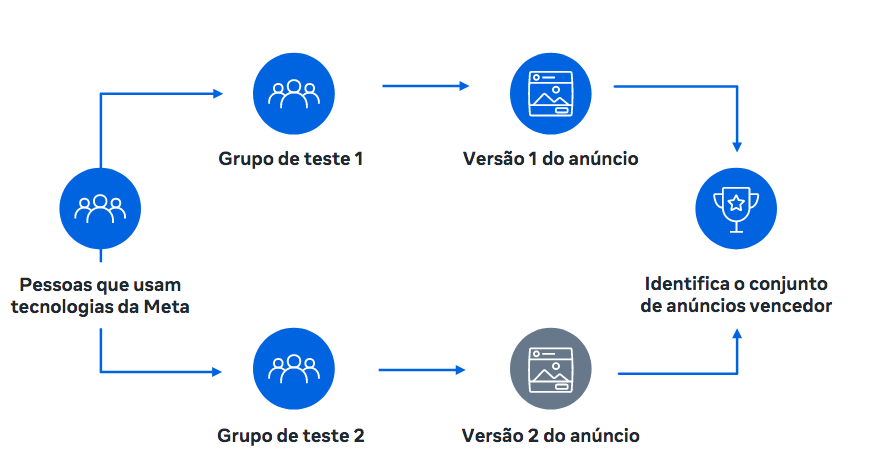 Grupo de teste 1
Versão 1 do anúncio
Pessoas que usam
tecnologias da Meta
Identifica o conjunto
de anúncios vencedor
Grupo de teste 2
Versão 2 do anúncio